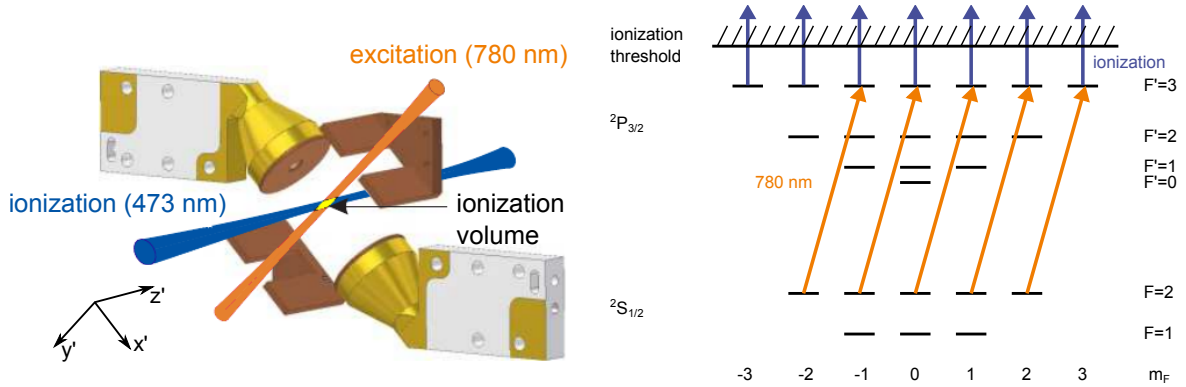 excitation (780 nm)
ionization (473 nm)
ionization
volume
z'
y'
x'
ionization
threshold
ionization
F'=3
²P₃/₂
F'=2
F'=1
780 nm
F'=0
²S₁/₂
F=2
F=1
-3 -2 -1 0 1 2 3 m_F